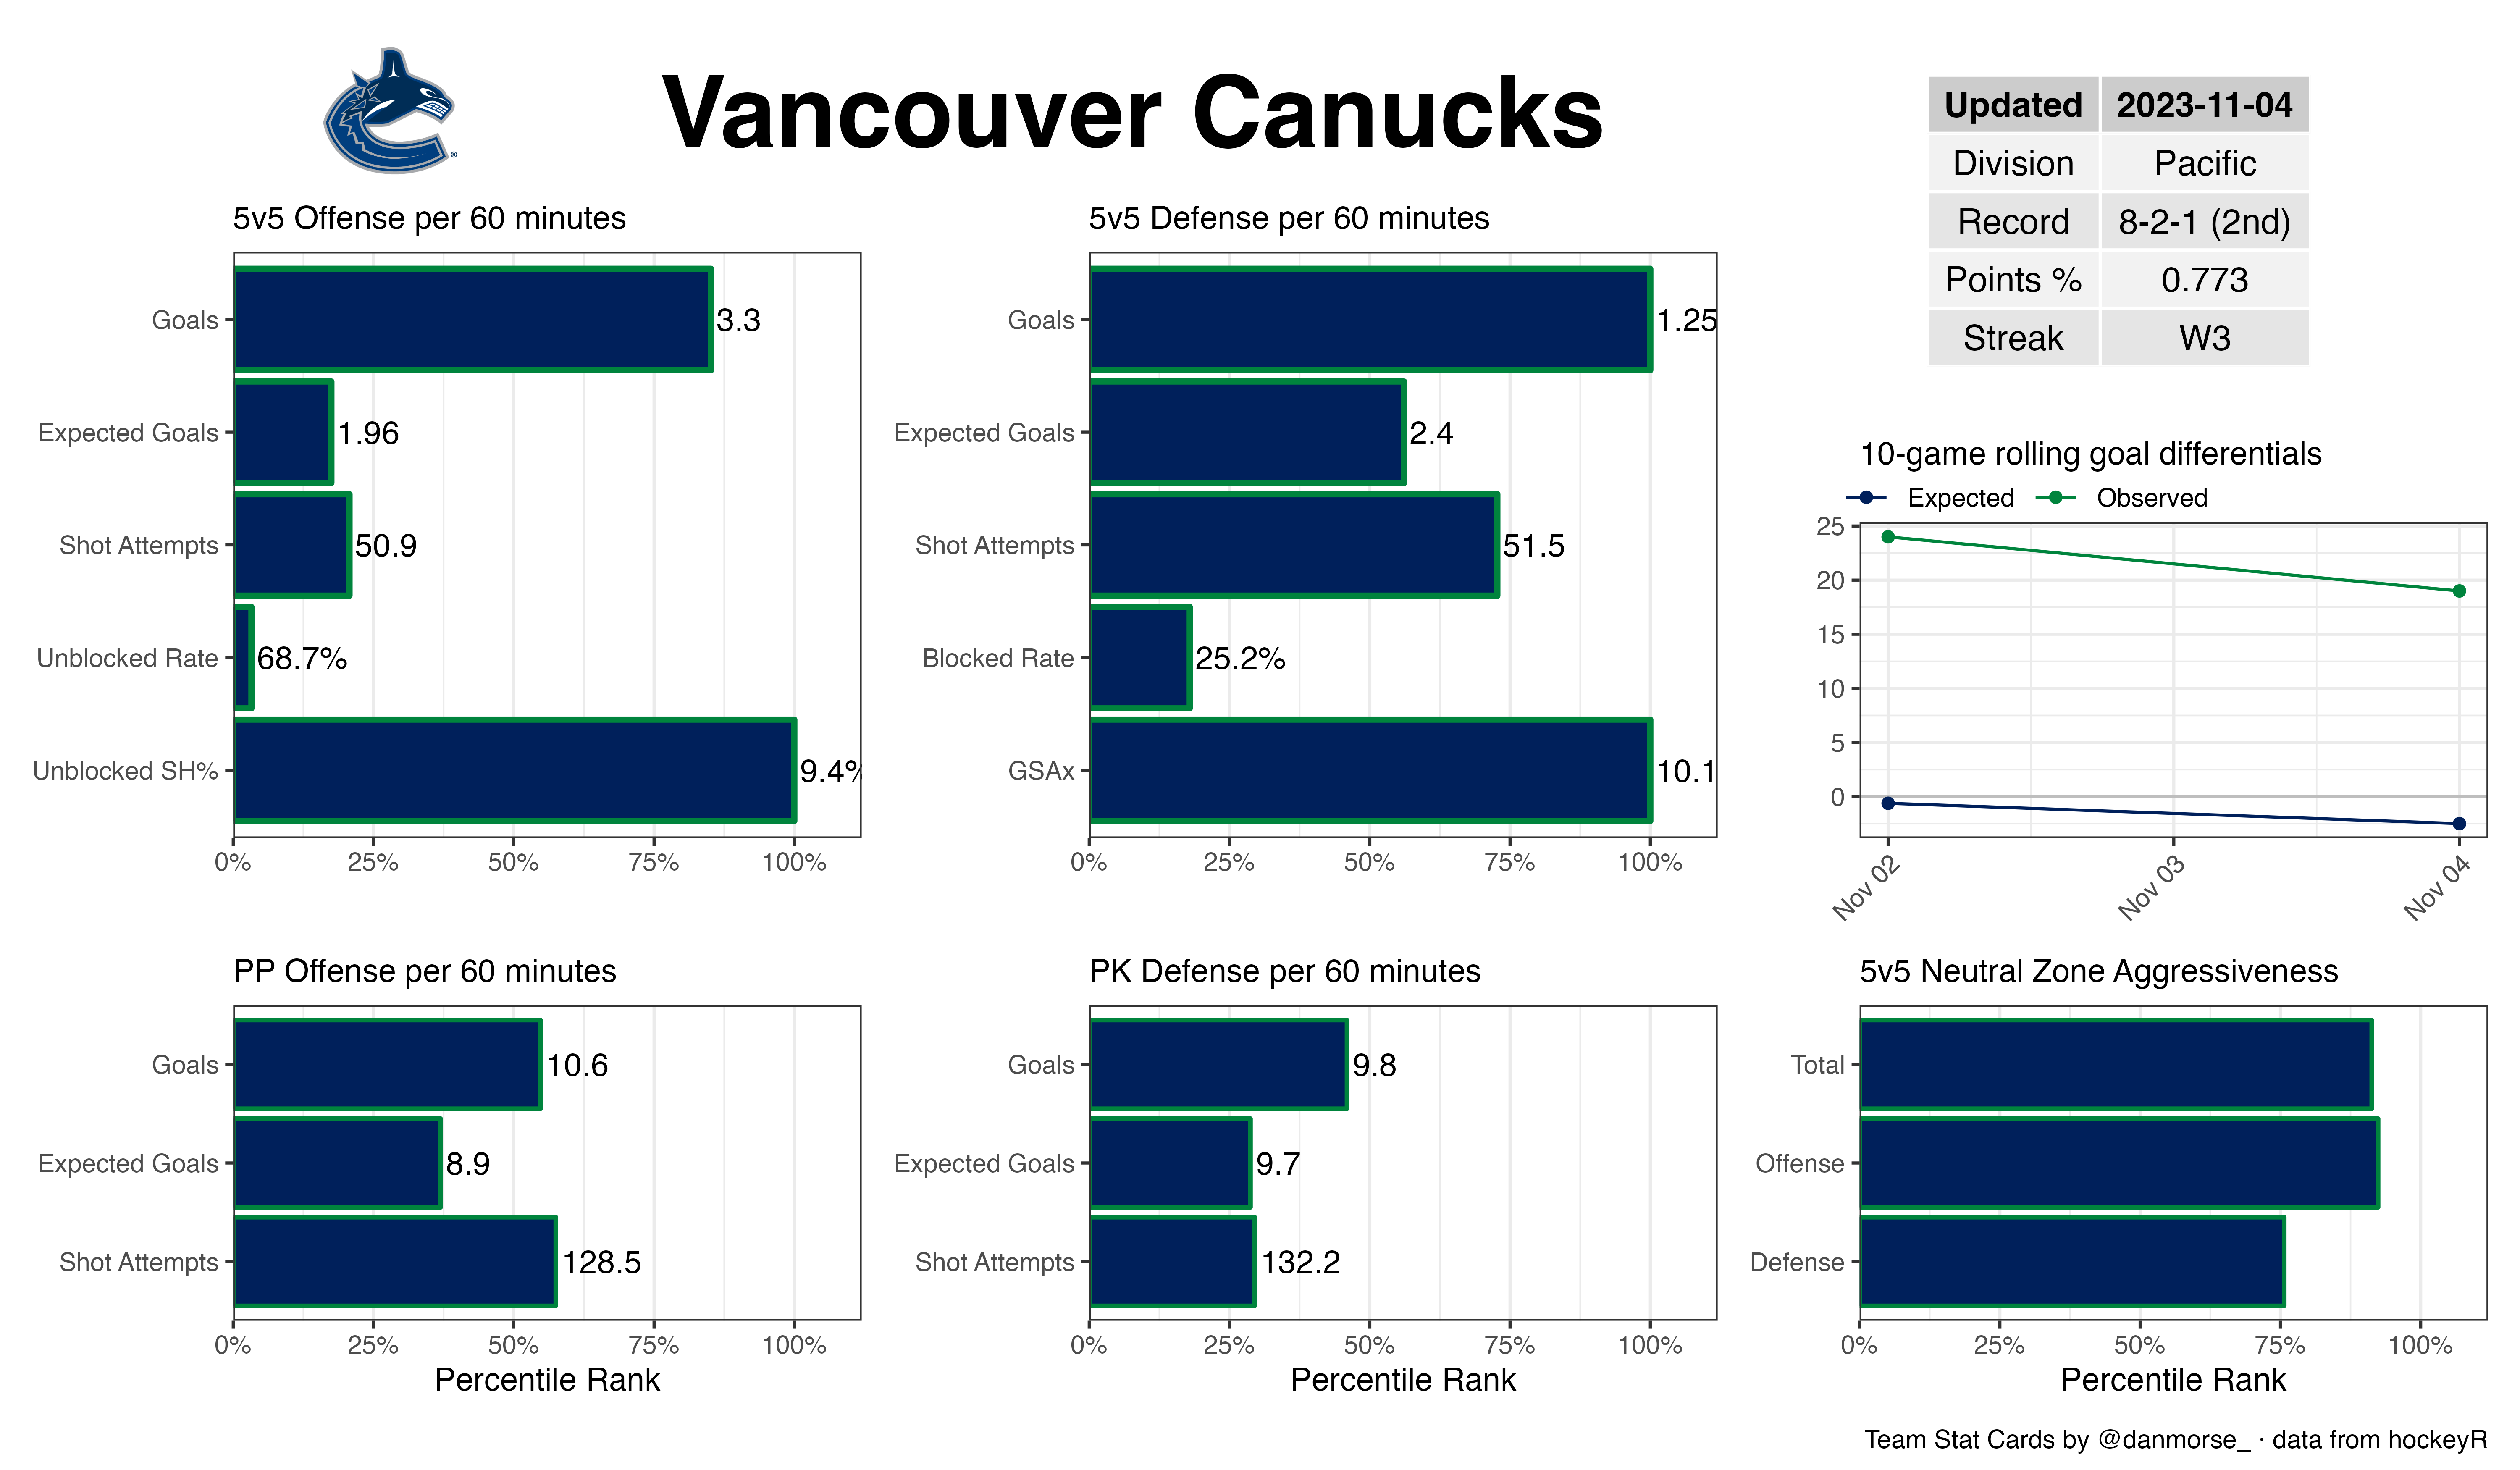 Vancouver Canucks
Updated 2023-11-04
Division Pacific
Record 8-2-1 (2nd)
Points % 0.773
Streak W3
5v5 Offense per 60 minutes
Goals 3.3
Expected Goals 1.96
Shot Attempts 50.9
Unblocked Rate 68.7%
Unblocked SH% 9.4%
0% 25% 50% 75% 100%
5v5 Defense per 60 minutes
Goals 1.25
Expected Goals 2.4
Shot Attempts 51.5
Blocked Rate 25.2%
GSAx 10.1
0% 25% 50% 75% 100%
10-game rolling goal differentials
Expected Observed
25
20
15
10
5
0
Nov 02 Nov 03 Nov 04
PP Offense per 60 minutes
Goals 10.6
Expected Goals 8.9
Shot Attempts 128.5
0% 25% 50% 75% 100%
Percentile Rank
PK Defense per 60 minutes
Goals 9.8
Expected Goals 9.7
Shot Attempts 132.2
0% 25% 50% 75% 100%
Percentile Rank
5v5 Neutral Zone Aggressiveness
Total
Offense
Defense
0% 25% 50% 75% 100%
Percentile Rank
Team Stat Cards by @danmorse_ · data from hockeyR